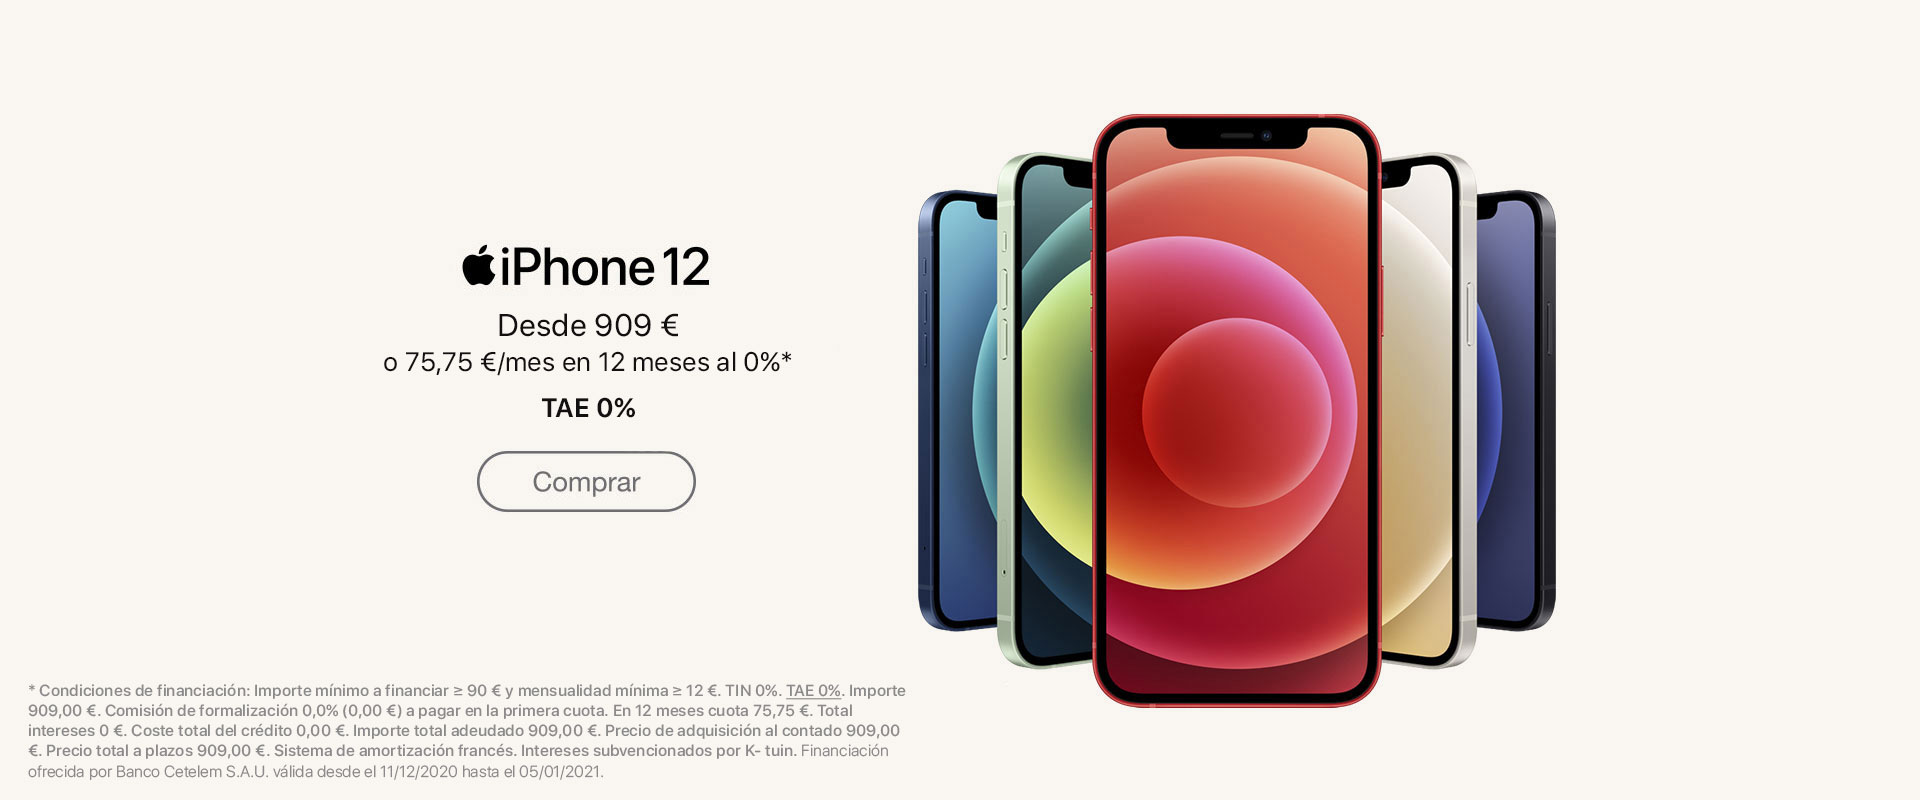 iPhone 12
Desde 909 €
o 75,75 €/mes en 12 meses al 0%*
TAE 0%
Comprar
* Condiciones de financiación: Importe mínimo a financiar ≥ 90 € y mensualidad mínima ≥ 12 €. TIN 0%. TAE 0%. Importe
909,00 €. Comisión de formalización 0,0% (0,00 €) a pagar en la primera cuota. En 12 meses cuota 75,75 €. Total
intereses 0 €. Coste total del crédito 0,00 €. Importe total adeudado 909,00 €. Precio de adquisición al contado 909,00
€. Precio total a plazos 909,00 €. Sistema de amortización francés. Intereses subvencionados por K- tuin. Financiación
ofrecida por Banco Cetelem S.A.U. válida desde el 11/12/2020 hasta el 05/01/2021.